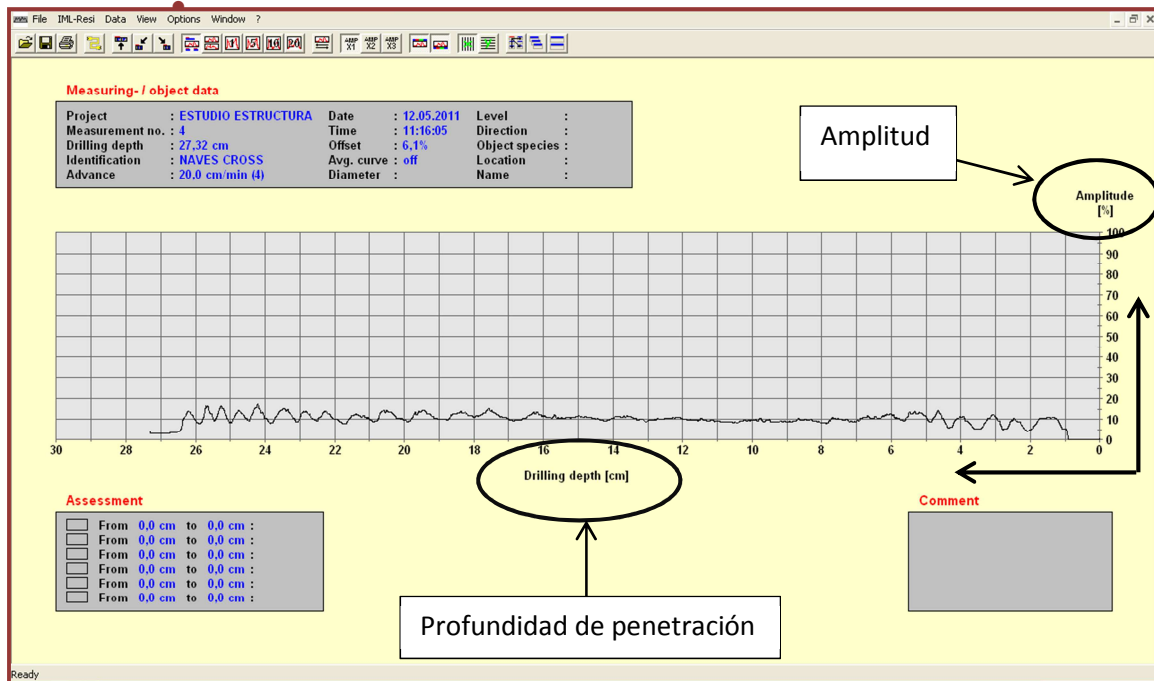 File IML-Resi Data View Options Window ?
AMP X1 AMP X2 AMP X3
Measuring- / object data
Project : ESTUDIO ESTRUCTURA Date : 12.05.2011 Level :
Measurement no. : 4 Time : 11:16:05 Direction :
Drilling depth : 27,32 cm Offset : 6,1% Object species :
Identification : NAVES CROSS Avg. curve : off Location :
Advance : 20.0 cm/min (4) Diameter : Name :
Amplitud
Amplitude
[%]
100
90
80
70
60
50
40
30
20
10
0
30 28 26 24 22 20 18 16 14 12 10 8 6 4 2 0
Drilling depth [cm]
Assessment
From 0,0 cm to 0,0 cm :
From 0,0 cm to 0,0 cm :
From 0,0 cm to 0,0 cm :
From 0,0 cm to 0,0 cm :
From 0,0 cm to 0,0 cm :
From 0,0 cm to 0,0 cm :
Comment
Profundidad de penetración
Ready